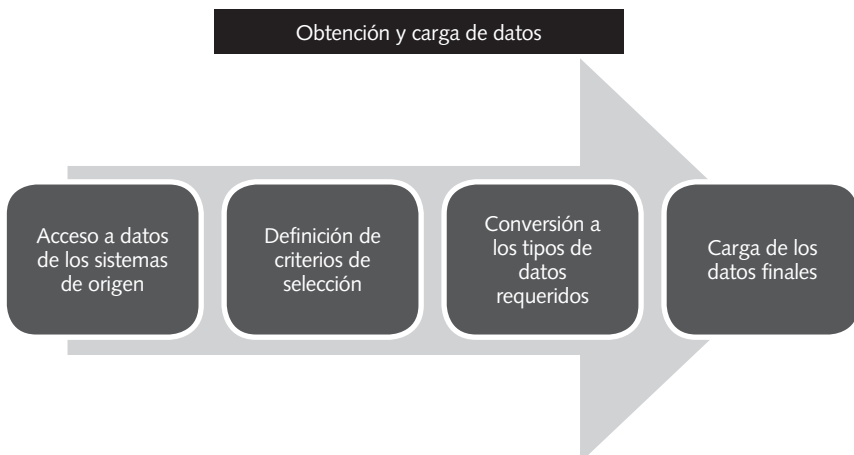 Obtención y carga de datos
Acceso a datos
de los sistemas
de origen
Definición de
criterios de
selección
Conversión a
los tipos de
datos
requeridos
Carga de los
datos finales